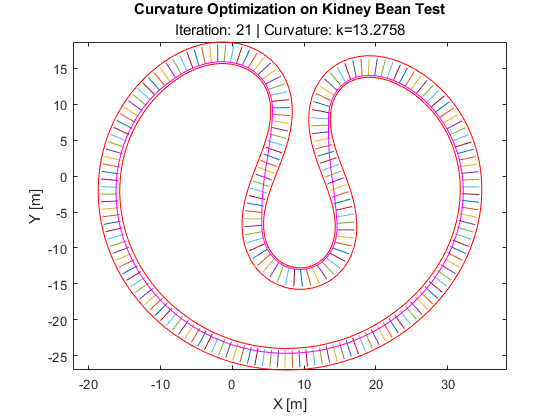 Curvature Optimization on Kidney Bean Test
Iteration: 21 | Curvature: k=13.2758
15
10
5
0
-5
-10
-15
-20
-25
Y [m]
-20 -10 0 10 20 30
X [m]